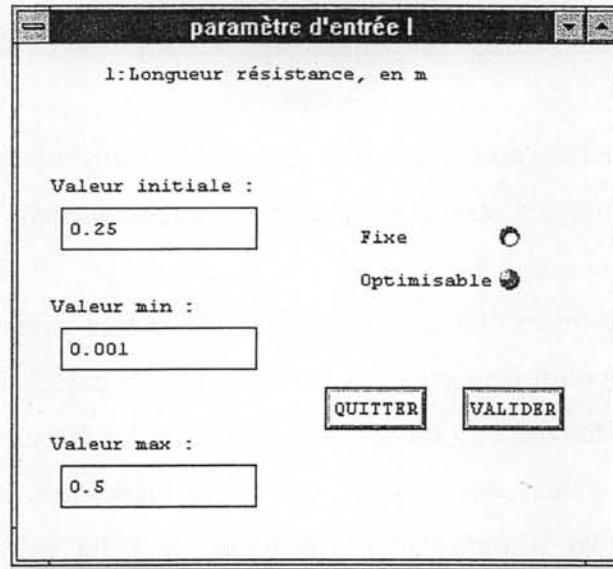 paramètre d'entrée l
l:Longueur résistance, en m
Valeur initiale :
0.25
Fixe
Optimisable
Valeur min :
0.001
QUITTER
VALIDER
Valeur max :
0.5